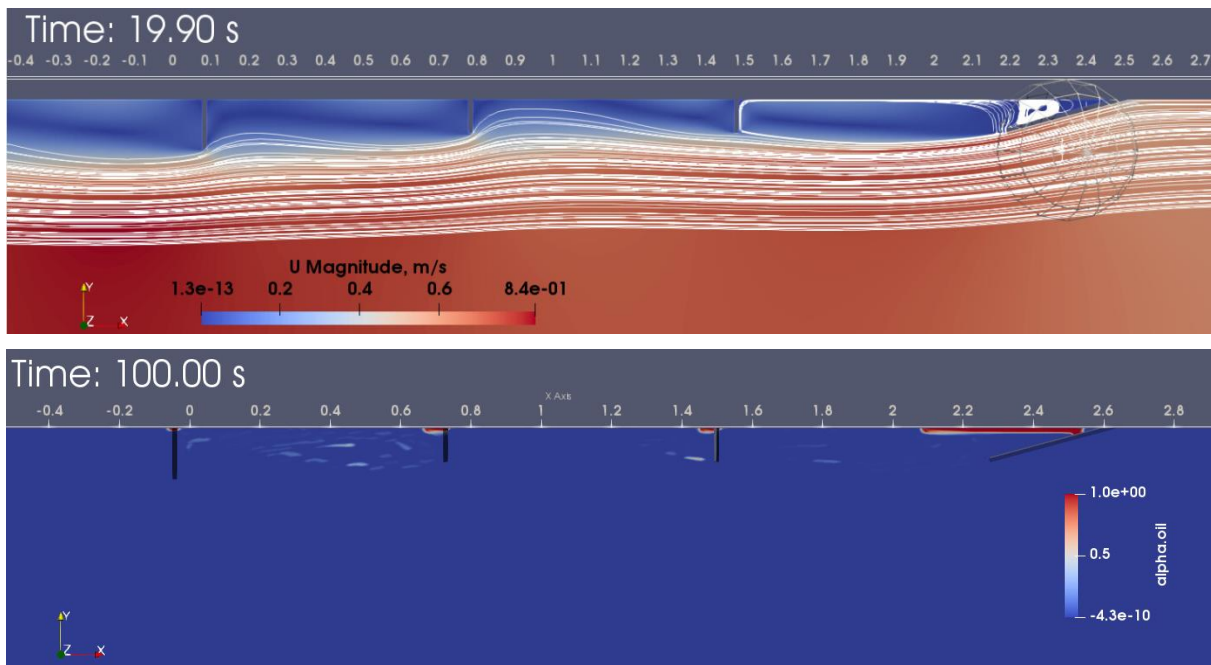 Time: 19.90 s
-0.4 -0.3 -0.2 -0.1 0 0.1 0.2 0.3 0.4 0.5 0.6 0.7 0.8 0.9 1 1.1 1.2 1.3 1.4 1.5 1.6 1.7 1.8 1.9 2 2.1 2.2 2.3 2.4 2.5 2.6 2.7
U Magnitude, m/s
1.3e-13 0.2 0.4 0.6 8.4e-01
Y
Z X
Time: 100.00 s
X Axis
-0.4 -0.2 0 0.2 0.4 0.6 0.8 1 1.2 1.4 1.6 1.8 2 2.2 2.4 2.6 2.8
1.0e+00
0.5
alpha.oil
-4.3e-10
Y
Z X